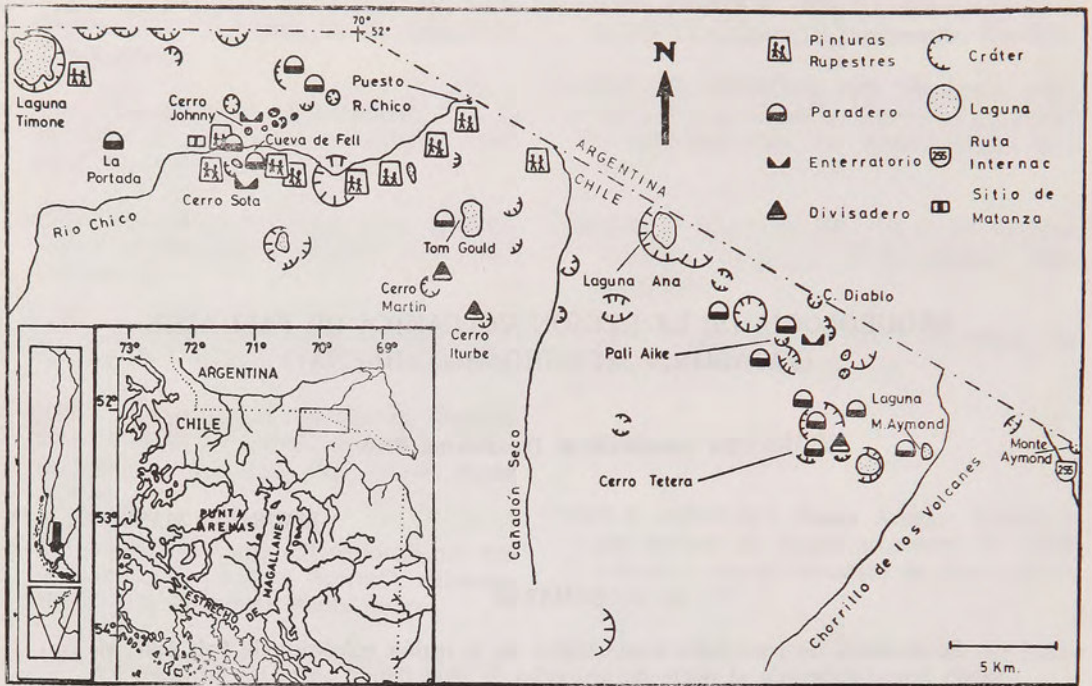 70°
52°
N
Pinturas
Rupestres
Paradero
Enterratorio
Divisadero
Cráter
Laguna
255
Ruta
Internac
Sitio de
Matanza
Laguna
Timone
Cerro
Johnny
Puesto
R. Chico
Cueva de Fell
La
Portada
Cerro Sota
Rio Chico
Tom Gould
Cerro
Martin
Cerro
Iturbe
ARGENTINA
CHILE
Laguna Ana
C. Diablo
Pali Aike
Laguna
M. Aymond
Cerro Tetera
Monte
Aymond
255
Cañadón Seco
Chorrillo de los Volcanes
5 Km.
73°
72°
71°
70°
69°
ARGENTINA
52°
CHILE
PUNTA
ARENAS
53°
ESTRECHO DE MAGALLANES
54°